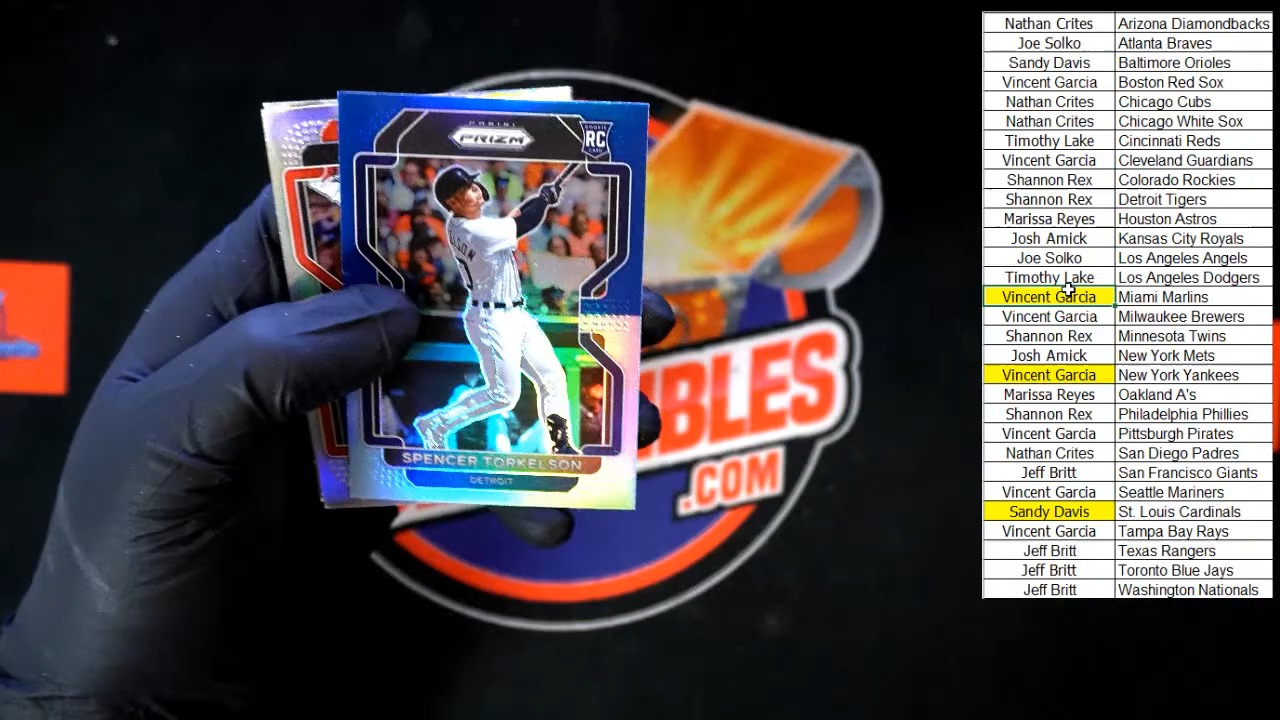 PANINI
PRIZM
ROOKIE
RC
CARD
SPENCER TORKELSON
DETROIT
IBLES
.COM
Nathan Crites Arizona Diamondbacks
Joe Solko Atlanta Braves
Sandy Davis Baltimore Orioles
Vincent Garcia Boston Red Sox
Nathan Crites Chicago Cubs
Nathan Crites Chicago White Sox
Timothy Lake Cincinnati Reds
Vincent Garcia Cleveland Guardians
Shannon Rex Colorado Rockies
Shannon Rex Detroit Tigers
Marissa Reyes Houston Astros
Josh Amick Kansas City Royals
Joe Solko Los Angeles Angels
Timothy Lake Los Angeles Dodgers
Vincent Garcia Miami Marlins
Vincent Garcia Milwaukee Brewers
Shannon Rex Minnesota Twins
Josh Amick New York Mets
Vincent Garcia New York Yankees
Marissa Reyes Oakland A's
Shannon Rex Philadelphia Phillies
Vincent Garcia Pittsburgh Pirates
Nathan Crites San Diego Padres
Jeff Britt San Francisco Giants
Vincent Garcia Seattle Mariners
Sandy Davis St. Louis Cardinals
Vincent Garcia Tampa Bay Rays
Jeff Britt Texas Rangers
Jeff Britt Toronto Blue Jays
Jeff Britt Washington Nationals